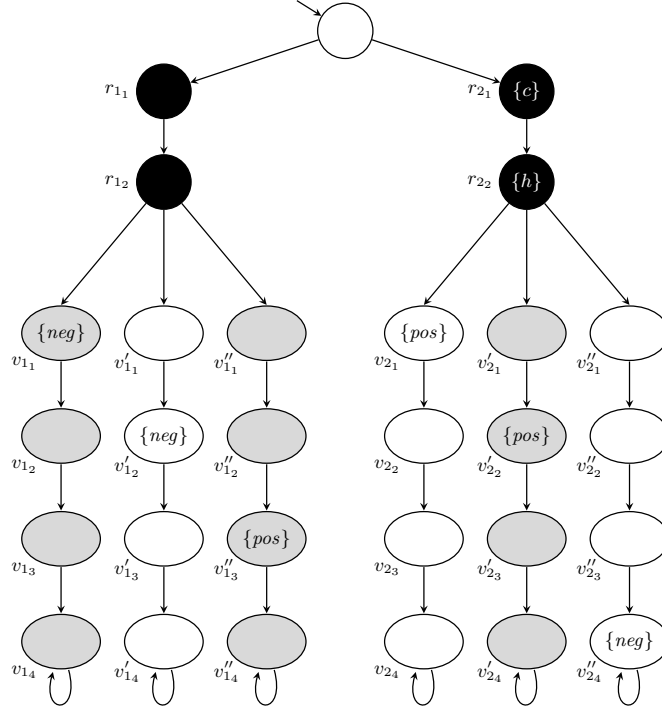 r₁₁ r₂₁ {c}
r₁₂ r₂₂ {h}
{neg} {pos}
v₁₁ v′₁₁ v″₁₁ v₂₁ v′₂₁ v″₂₁
{neg} {pos}
v₁₂ v′₁₂ v″₁₂ v₂₂ v′₂₂ v″₂₂
{pos}
v₁₃ v′₁₃ v″₁₃ v₂₃ v′₂₃ v″₂₃
{neg}
v₁₄ v′₁₄ v″₁₄ v₂₄ v′₂₄ v″₂₄